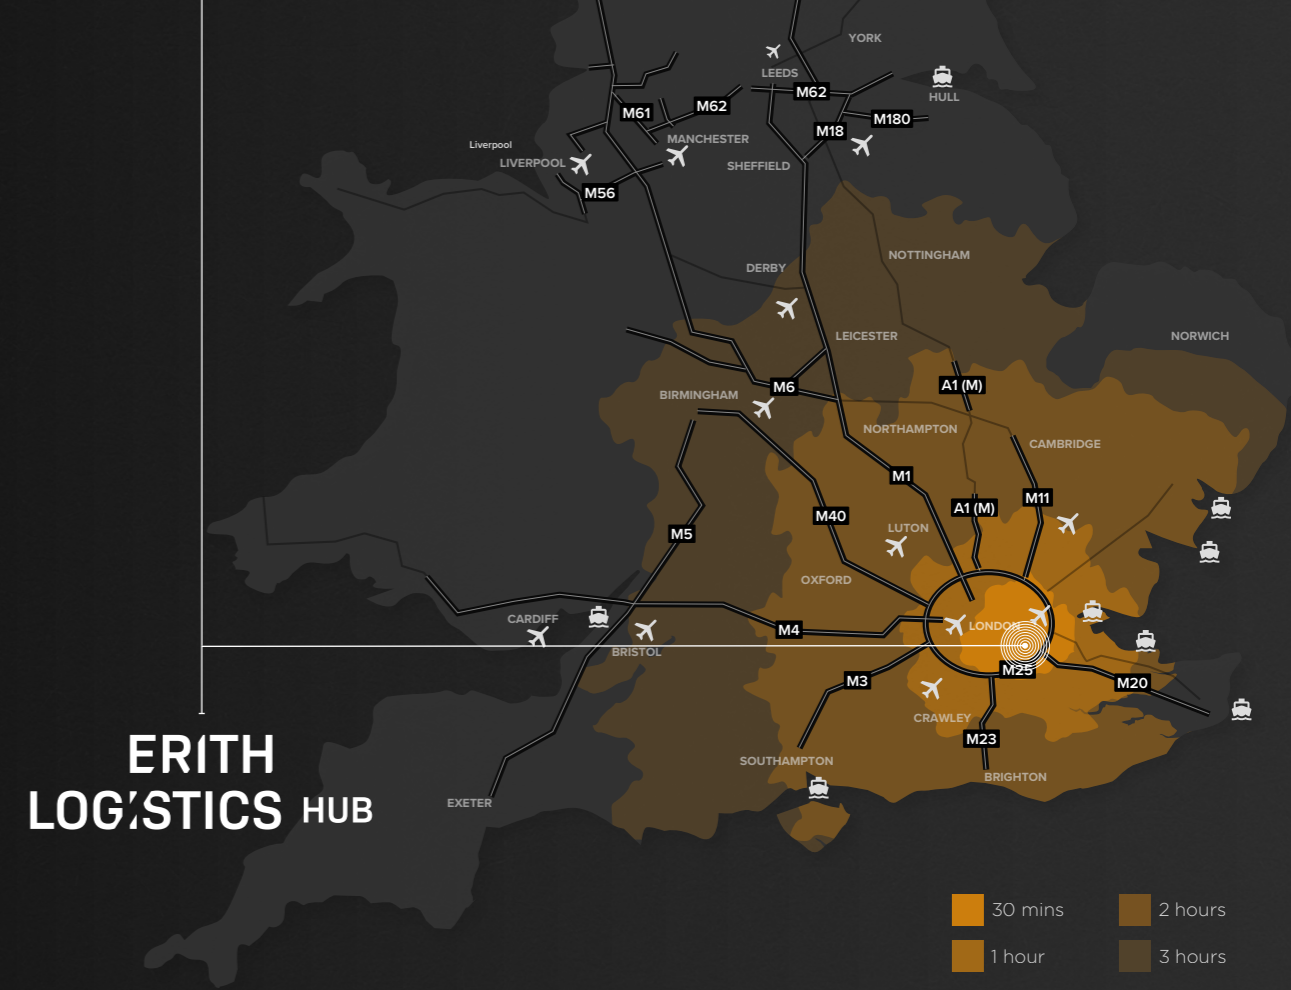 YORK
LEEDS
HULL
M62
M62
M61
M180
M18
MANCHESTER
Liverpool
LIVERPOOL
SHEFFIELD
M56
NOTTINGHAM
DERBY
LEICESTER
NORWICH
M6
A1 (M)
BIRMINGHAM
NORTHAMPTON
CAMBRIDGE
M1
M11
A1 (M)
M40
LUTON
M5
OXFORD
CARDIFF
LONDON
M4
BRISTOL
M25
M3
M20
CRAWLEY
M23
SOUTHAMPTON
BRIGHTON
EXETER
ERITH
LOGISTICS HUB
30 mins
2 hours
1 hour
3 hours